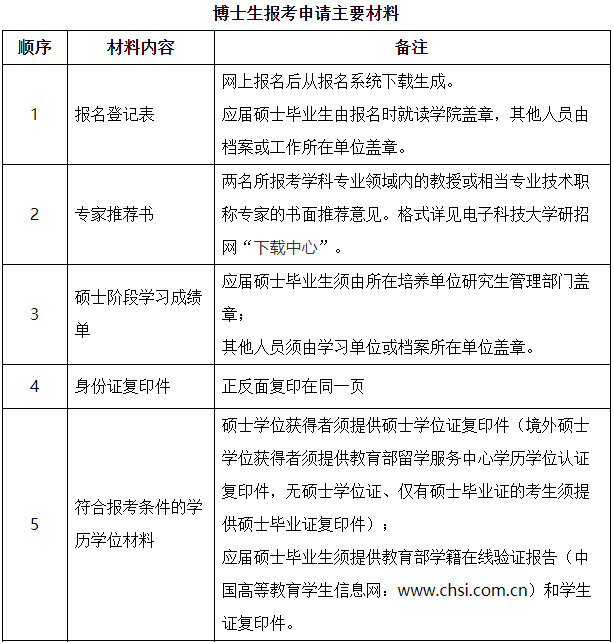 博士生报考申请主要材料
顺序 材料内容 备注
1 报名登记表 网上报名后从报名系统下载生成。
应届硕士毕业生由报名时就读学院盖章，其他人员由
档案或工作所在单位盖章。
2 专家推荐书 两名所报考学科专业领域内的教授或相当专业技术职
称专家的书面推荐意见。格式详见电子科技大学研招
网“下载中心”。
3 硕士阶段学习成绩
单
应届硕士毕业生须由所在培养单位研究生管理部门盖
章；
其他人员须由学习单位或档案所在单位盖章。
4 身份证复印件 正反面复印在同一页
5 符合报考条件的学
历学位材料
硕士学位获得者须提供硕士学位证复印件（境外硕士
学位获得者须提供教育部留学服务中心学历学位认证
复印件，无硕士学位证、仅有硕士毕业证的考生须提
供硕士毕业证复印件）；
应届硕士毕业生须提供教育部学籍在线验证报告（中
国高等教育学生信息网：www.chsi.com.cn）和学生
证复印件。